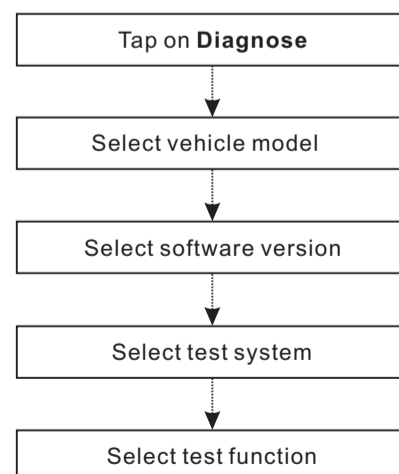 Tap on Diagnose
Select vehicle model
Select software version
Select test system
Select test function